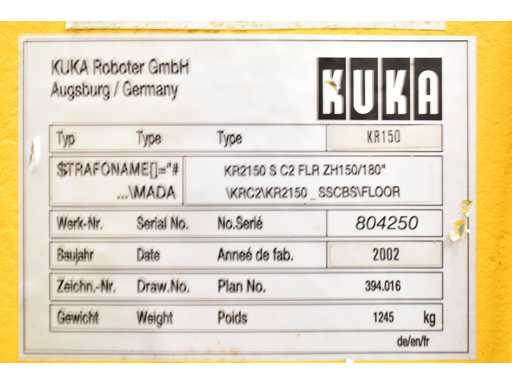 KUKA Roboter GmbH
Augsburg / Germany
KUKA
Typ Type Type KR150
$TRAFONAME[]="# KR2150 S C2 FLR ZH150/180"
...\MADA \KRC2\KR2150_SSCBS\FLOOR
Werk-Nr. Serial No. No.Serié 804250
Baujahr Date Anneé de fab. 2002
Zeichn.-Nr. Draw.No. Plan No. 394.016
Gewicht Weight Poids 1245 kg
de/en/fr